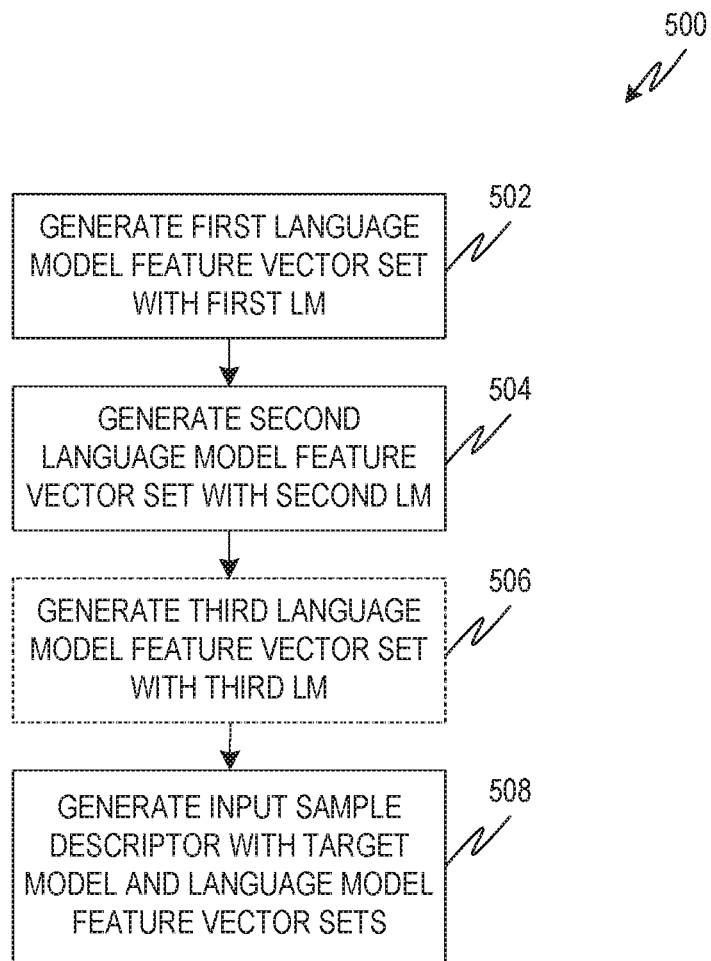 500
502
GENERATE FIRST LANGUAGE
MODEL FEATURE VECTOR SET
WITH FIRST LM
504
GENERATE SECOND
LANGUAGE MODEL FEATURE
VECTOR SET WITH SECOND LM
506
GENERATE THIRD LANGUAGE
MODEL FEATURE VECTOR SET
WITH THIRD LM
508
GENERATE INPUT SAMPLE
DESCRIPTOR WITH TARGET
MODEL AND LANGUAGE MODEL
FEATURE VECTOR SETS